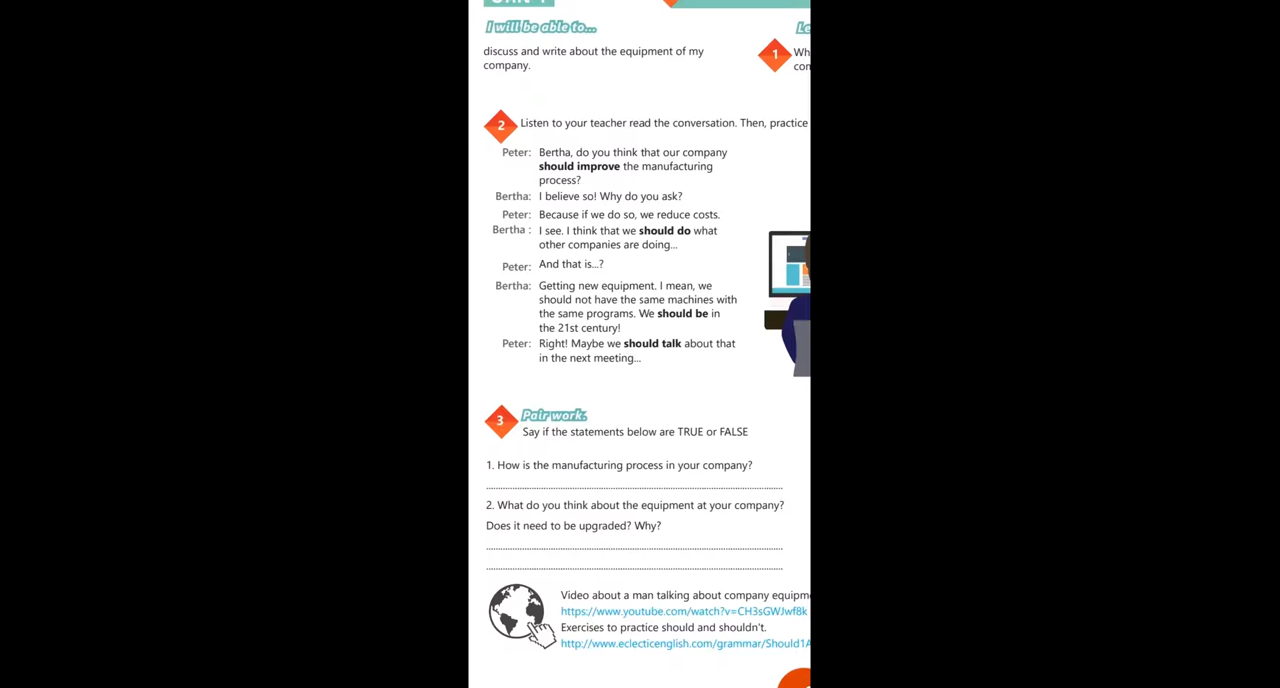 I will be able to...
discuss and write about the equipment of my
company.
1
2
Listen to your teacher read the conversation. Then, practice
Peter: Bertha, do you think that our company
should improve the manufacturing
process?
Bertha: I believe so! Why do you ask?
Peter: Because if we do so, we reduce costs.
Bertha : I see. I think that we should do what
other companies are doing...
Peter: And that is...?
Bertha: Getting new equipment. I mean, we
should not have the same machines with
the same programs. We should be in
the 21st century!
Peter: Right! Maybe we should talk about that
in the next meeting...
3
Pair work.
Say if the statements below are TRUE or FALSE
1. How is the manufacturing process in your company?
2. What do you think about the equipment at your company?
Does it need to be upgraded? Why?
Video about a man talking about company equipm
https://www.youtube.com/watch?v=CH3sGWJwf8k
Exercises to practice should and shouldn't.
http://www.eclecticenglish.com/grammar/Should1A